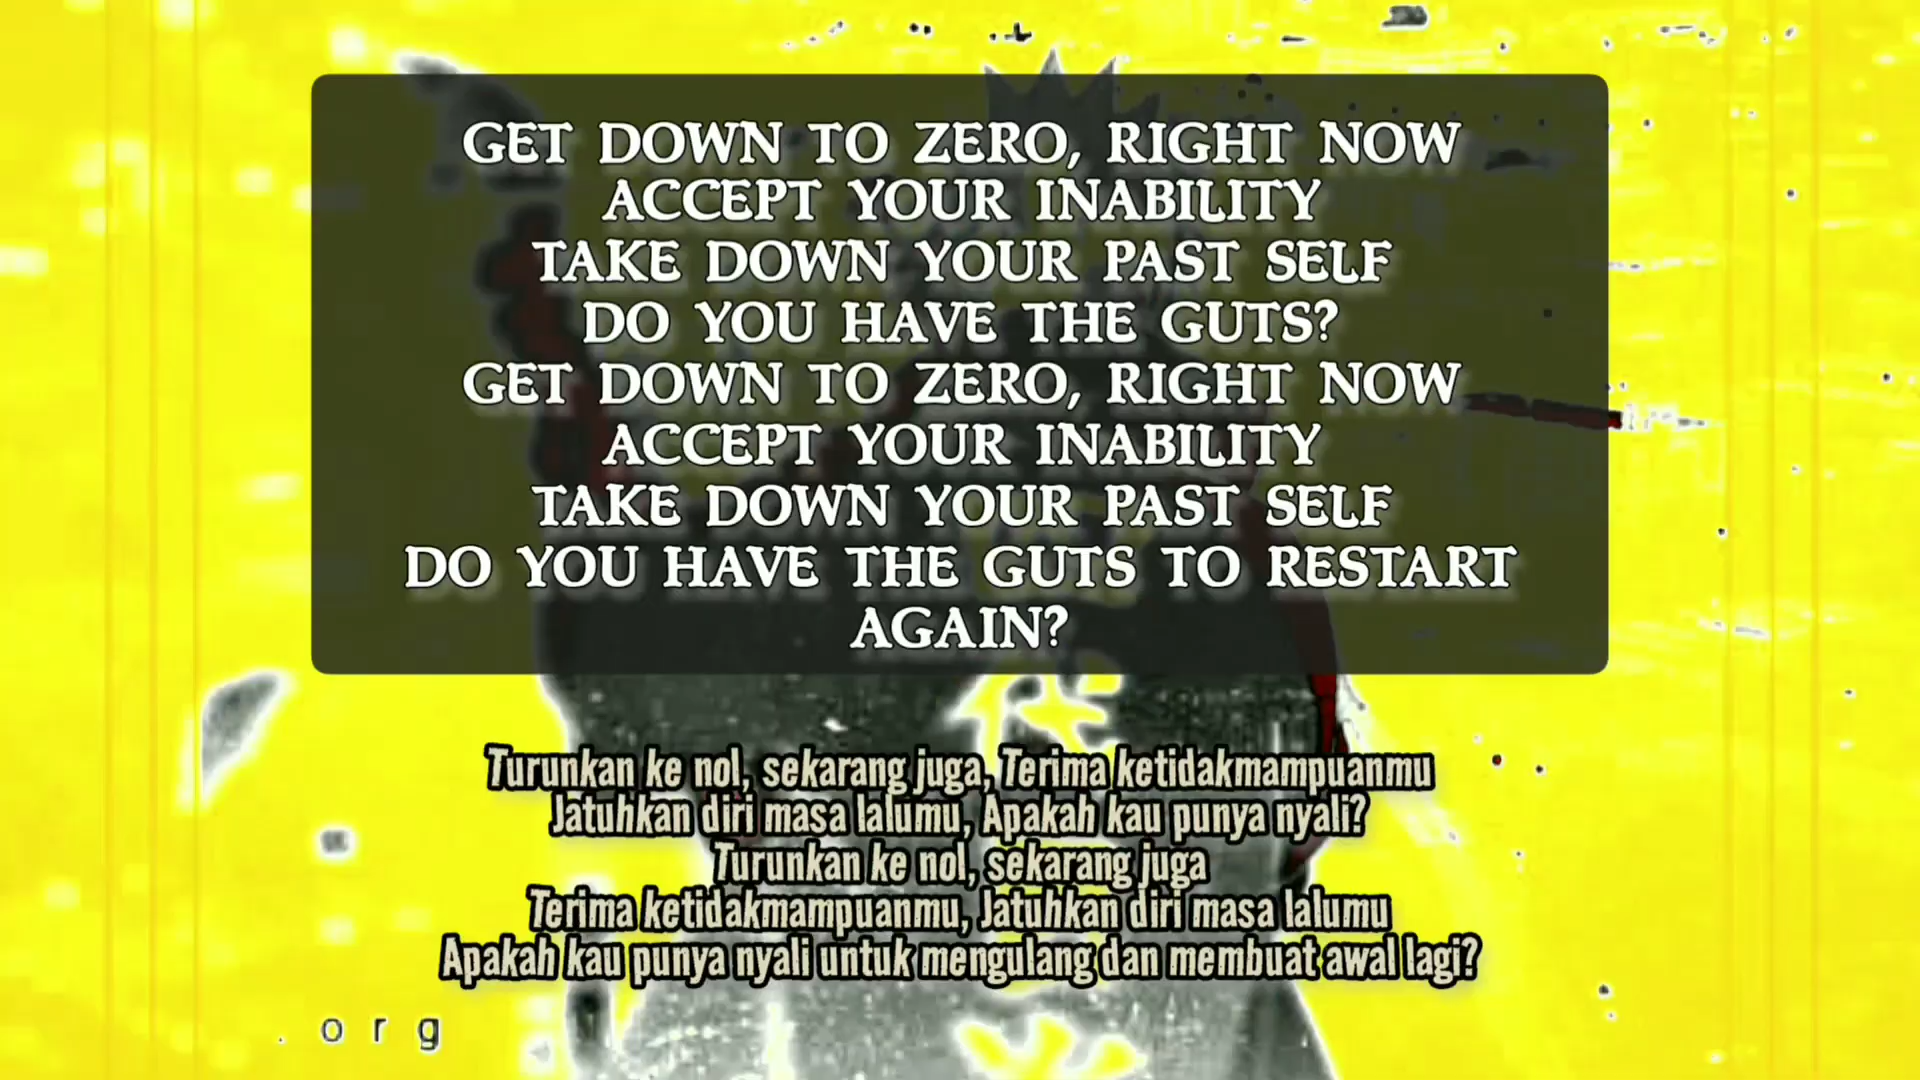 GET DOWN TO ZERO, RIGHT NOW
ACCEPT YOUR INABILITY
TAKE DOWN YOUR PAST SELF
DO YOU HAVE THE GUTS?
GET DOWN TO ZERO, RIGHT NOW
ACCEPT YOUR INABILITY
TAKE DOWN YOUR PAST SELF
DO YOU HAVE THE GUTS TO RESTART
AGAIN?
Turunkan ke nol, sekarang juga, Terima ketidakmampuanmu
Jatuhkan diri masa lalumu, Apakah kau punya nyali?
Turunkan ke nol, sekarang juga
Terima ketidakmampuanmu, Jatuhkan diri masa lalumu
Apakah kau punya nyali untuk mengulang dan membuat awal lagi?
. o r g